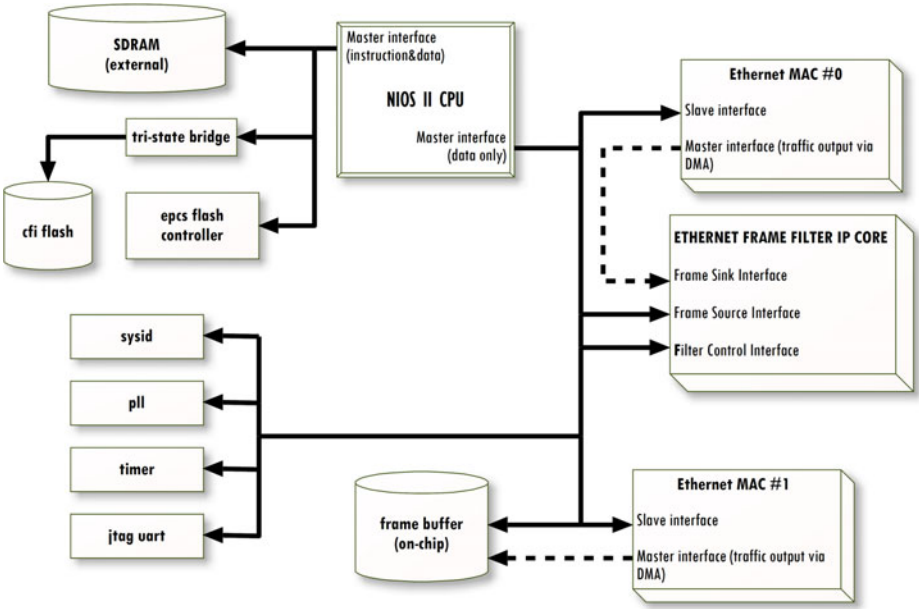 SDRAM
(external)
Master interface
(instruction&data)
NIOS II CPU
Master interface
(data only)
tri-state bridge
cfi flash
epcs flash
controller
Ethernet MAC #0
Slave interface
Master interface (traffic output via
DMA)
ETHERNET FRAME FILTER IP CORE
Frame Sink Interface
Frame Source Interface
Filter Control Interface
sysid
pll
timer
jtag uart
frame buffer
(on-chip)
Ethernet MAC #1
Slave interface
Master interface (traffic output via
DMA)